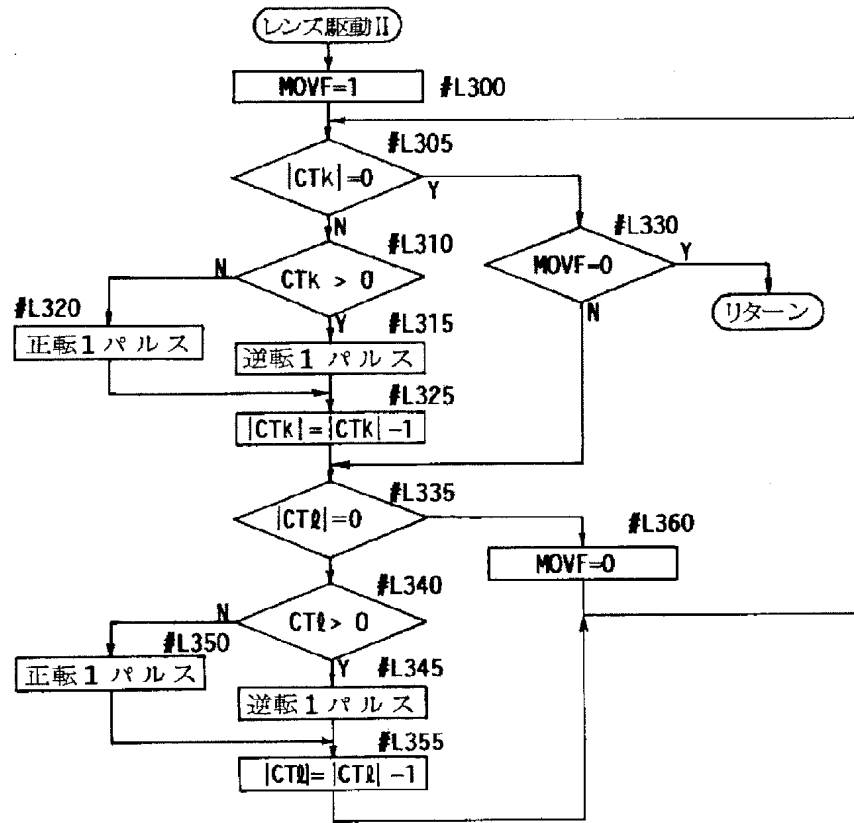 レンズ駆動II
MOVF=1 #L300
#L305
|CTk|=0
Y
N
#L310
N
CTk > 0
#L330
MOVF=0
Y
リターン
N
#L320
正転1パルス
Y
#L315
逆転1パルス
#L325
|CTk|=|CTk|-1
#L335
|CTℓ|=0
#L360
MOVF=0
#L340
N
CTℓ> 0
#L350
正転1パルス
Y
#L345
逆転1パルス
#L355
|CTℓ|=|CTℓ|-1